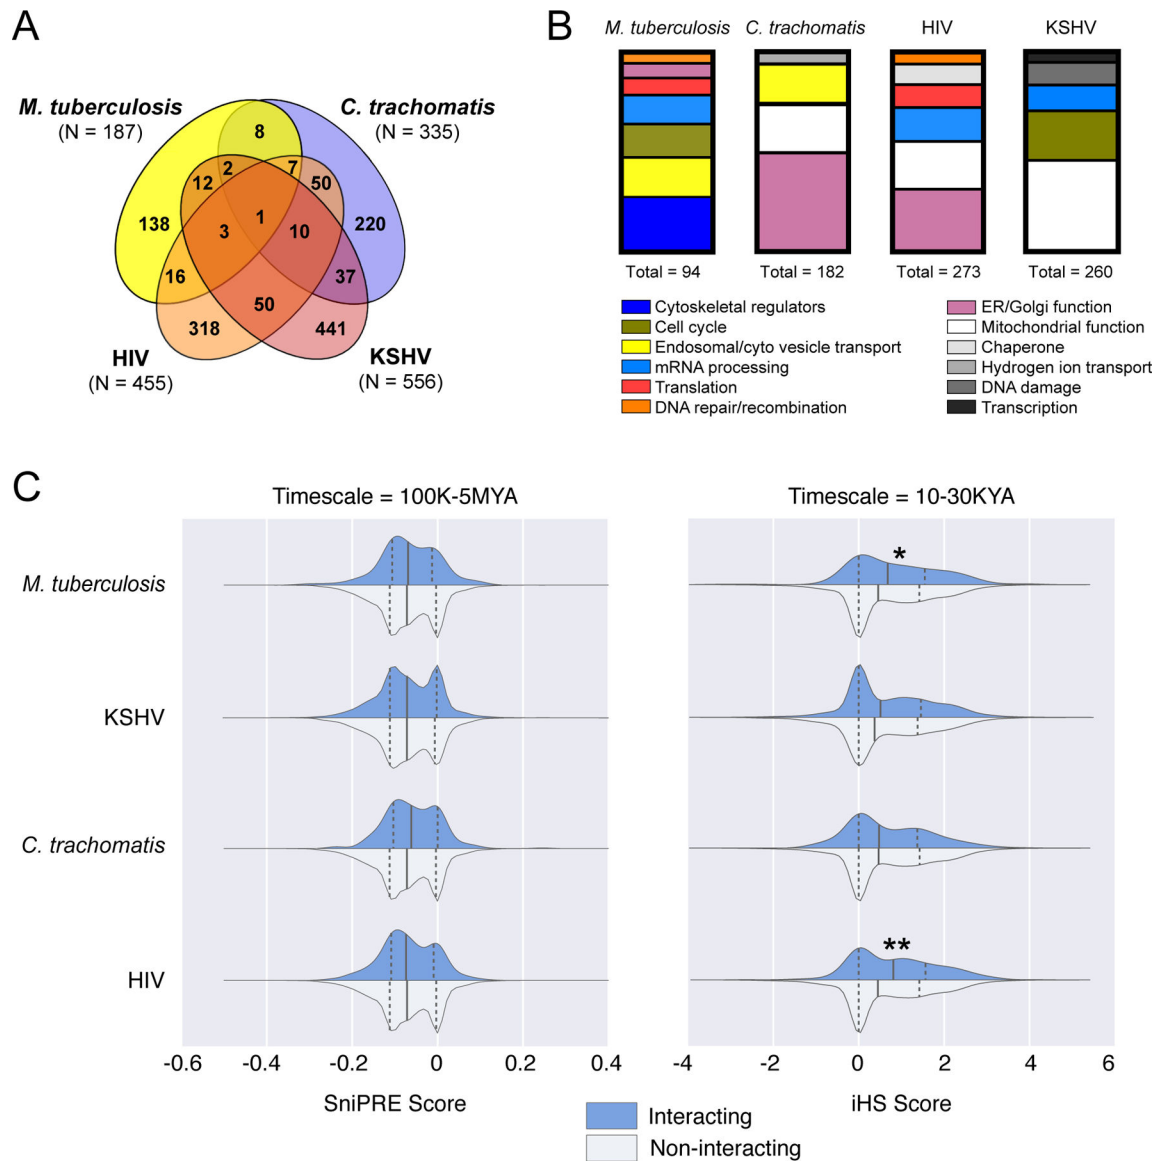 A
M. tuberculosis
(N = 187)
C. trachomatis
(N = 335)
8
12
2
7
50
138
3
1
10
220
16
37
50
318
441
HIV
(N = 455)
KSHV
(N = 556)
B
M. tuberculosis
C. trachomatis
HIV
KSHV
Total = 94
Total = 182
Total = 273
Total = 260
Cytoskeletal regulators
Cell cycle
Endosomal/cyto vesicle transport
mRNA processing
Translation
DNA repair/recombination
ER/Golgi function
Mitochondrial function
Chaperone
Hydrogen ion transport
DNA damage
Transcription
C
Timescale = 100K-5MYA
Timescale = 10-30KYA
M. tuberculosis
*
KSHV
C. trachomatis
HIV
**
-0.6 -0.4 -0.2 0 0.2 0.4
-4 -2 0 2 4 6
SniPRE Score
iHS Score
Interacting
Non-interacting